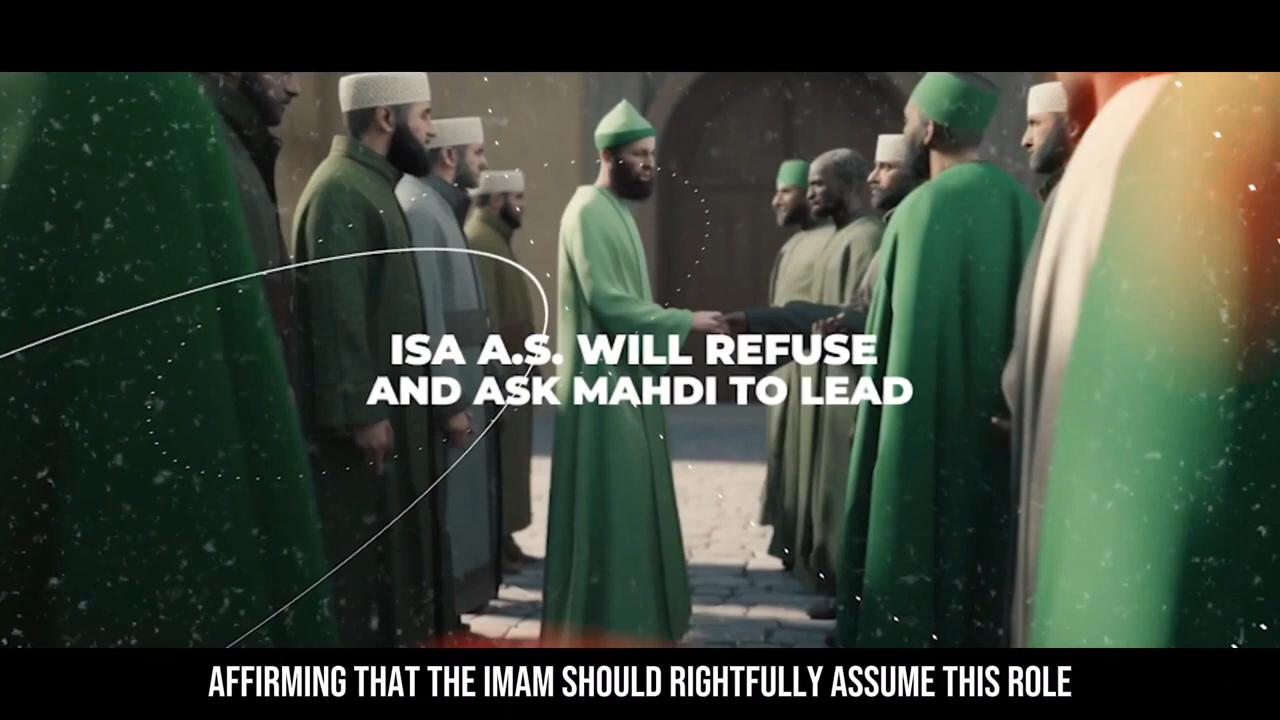 ISA A.S. WILL REFUSE
AND ASK MAHDI TO LEAD
AFFIRMING THAT THE IMAM SHOULD RIGHTFULLY ASSUME THIS ROLE